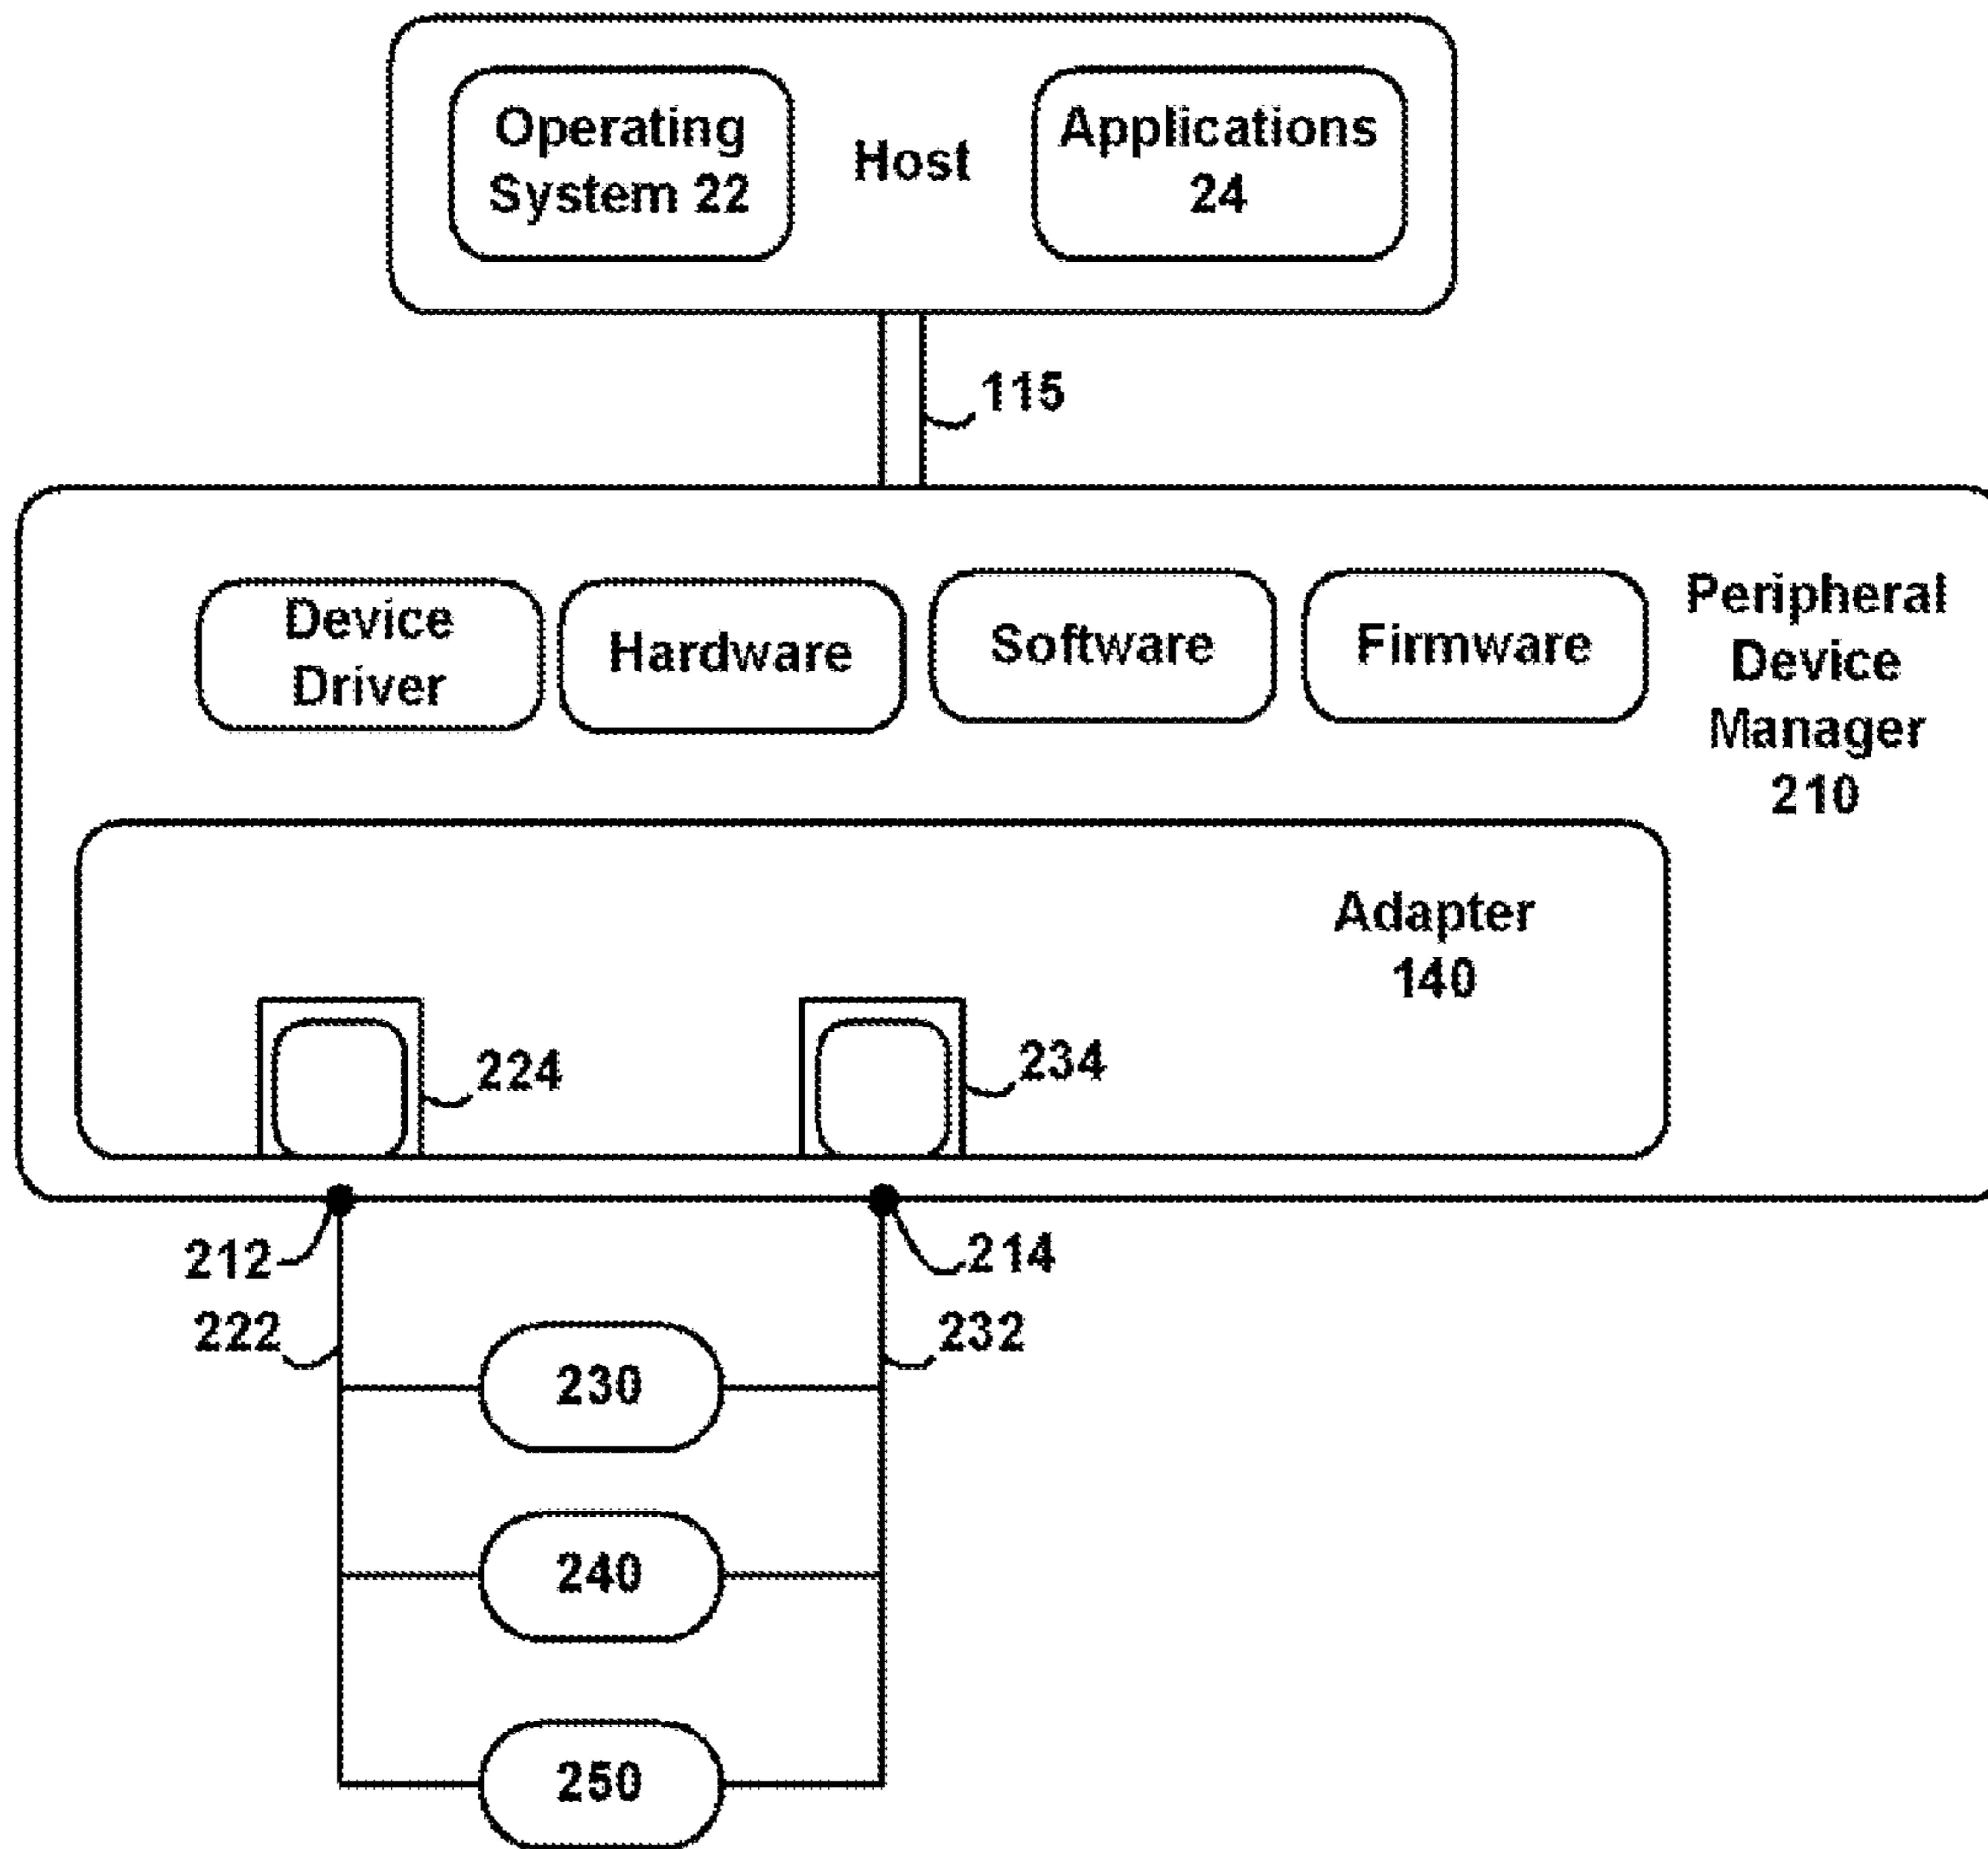 Operating
System 22
Host
Applications
24
115
Device
Driver
Hardware
Software
Firmware
Peripheral
Device
Manager
210
Adapter
140
224
234
212
214
222
232
230
240
250